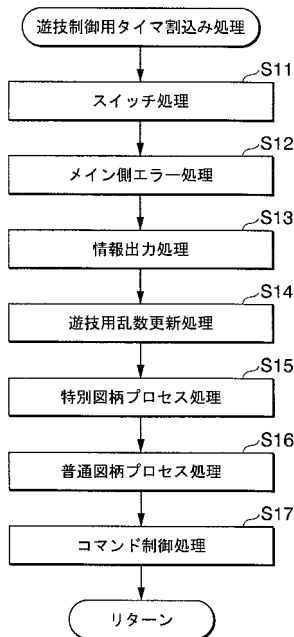 遊技制御用タイマ割込み処理
S11
スイッチ処理
S12
メイン側エラー処理
S13
情報出力処理
S14
遊技用乱数更新処理
S15
特別図柄プロセス処理
S16
普通図柄プロセス処理
S17
コマンド制御処理
リターン